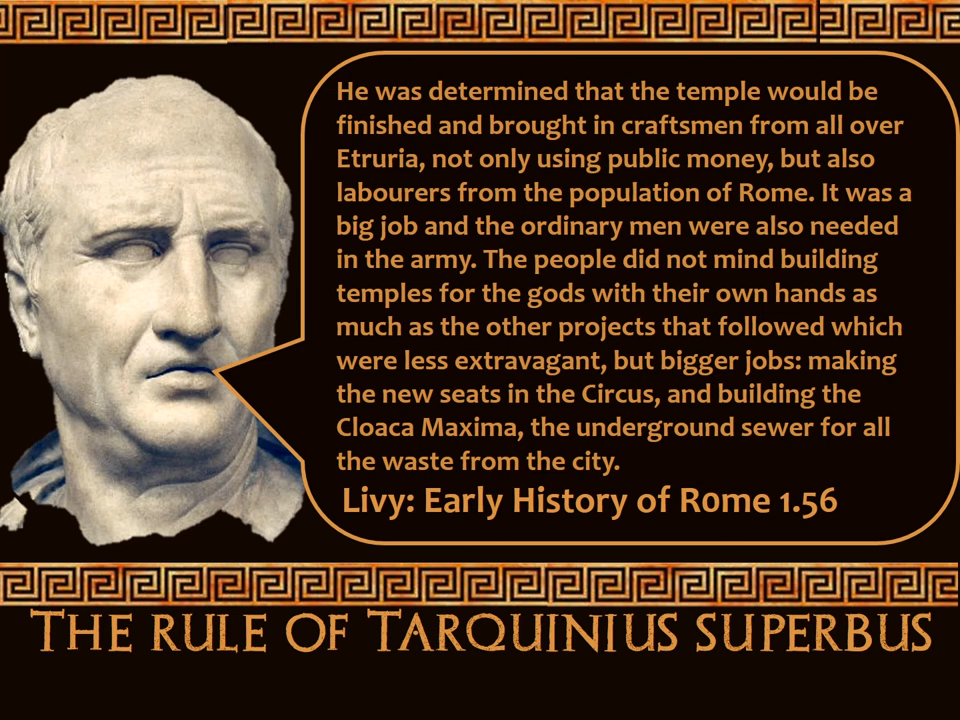 He was determined that the temple would be
finished and brought in craftsmen from all over
Etruria, not only using public money, but also
labourers from the population of Rome. It was a
big job and the ordinary men were also needed
in the army. The people did not mind building
temples for the gods with their own hands as
much as the other projects that followed which
were less extravagant, but bigger jobs: making
the new seats in the Circus, and building the
Cloaca Maxima, the underground sewer for all
the waste from the city.
Livy: Early History of R0me 1.56
The rule of Tarquinius Superbus